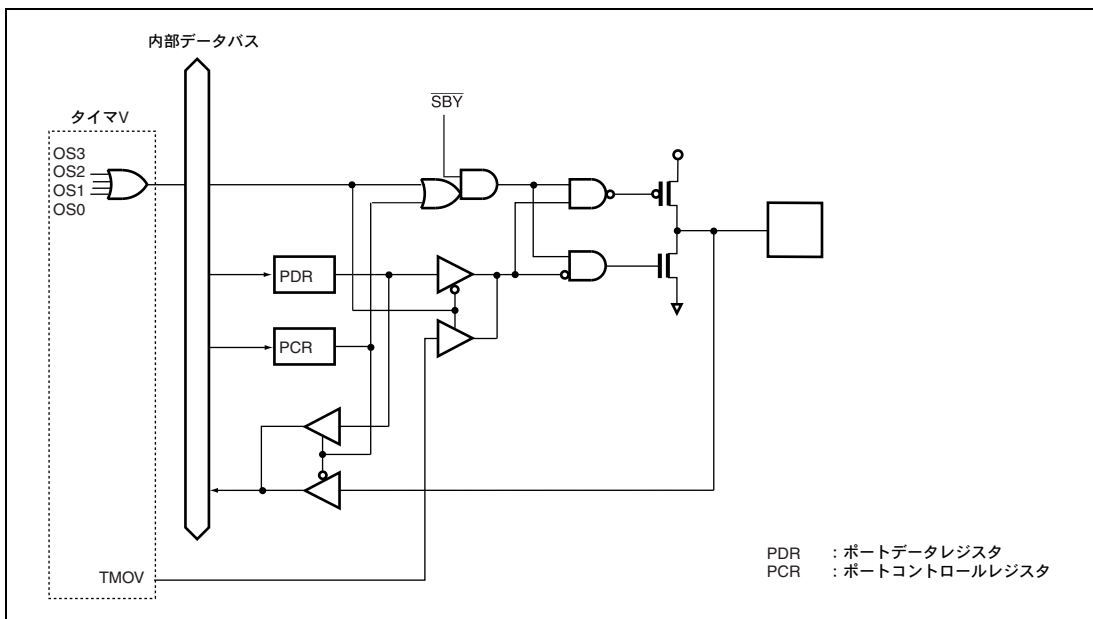 内部データバス
SBY
タイマV
OS3
OS2
OS1
OS0
PDR
PCR
TMOV
PDR :ポートデータレジスタ
PCR :ポートコントロールレジスタ